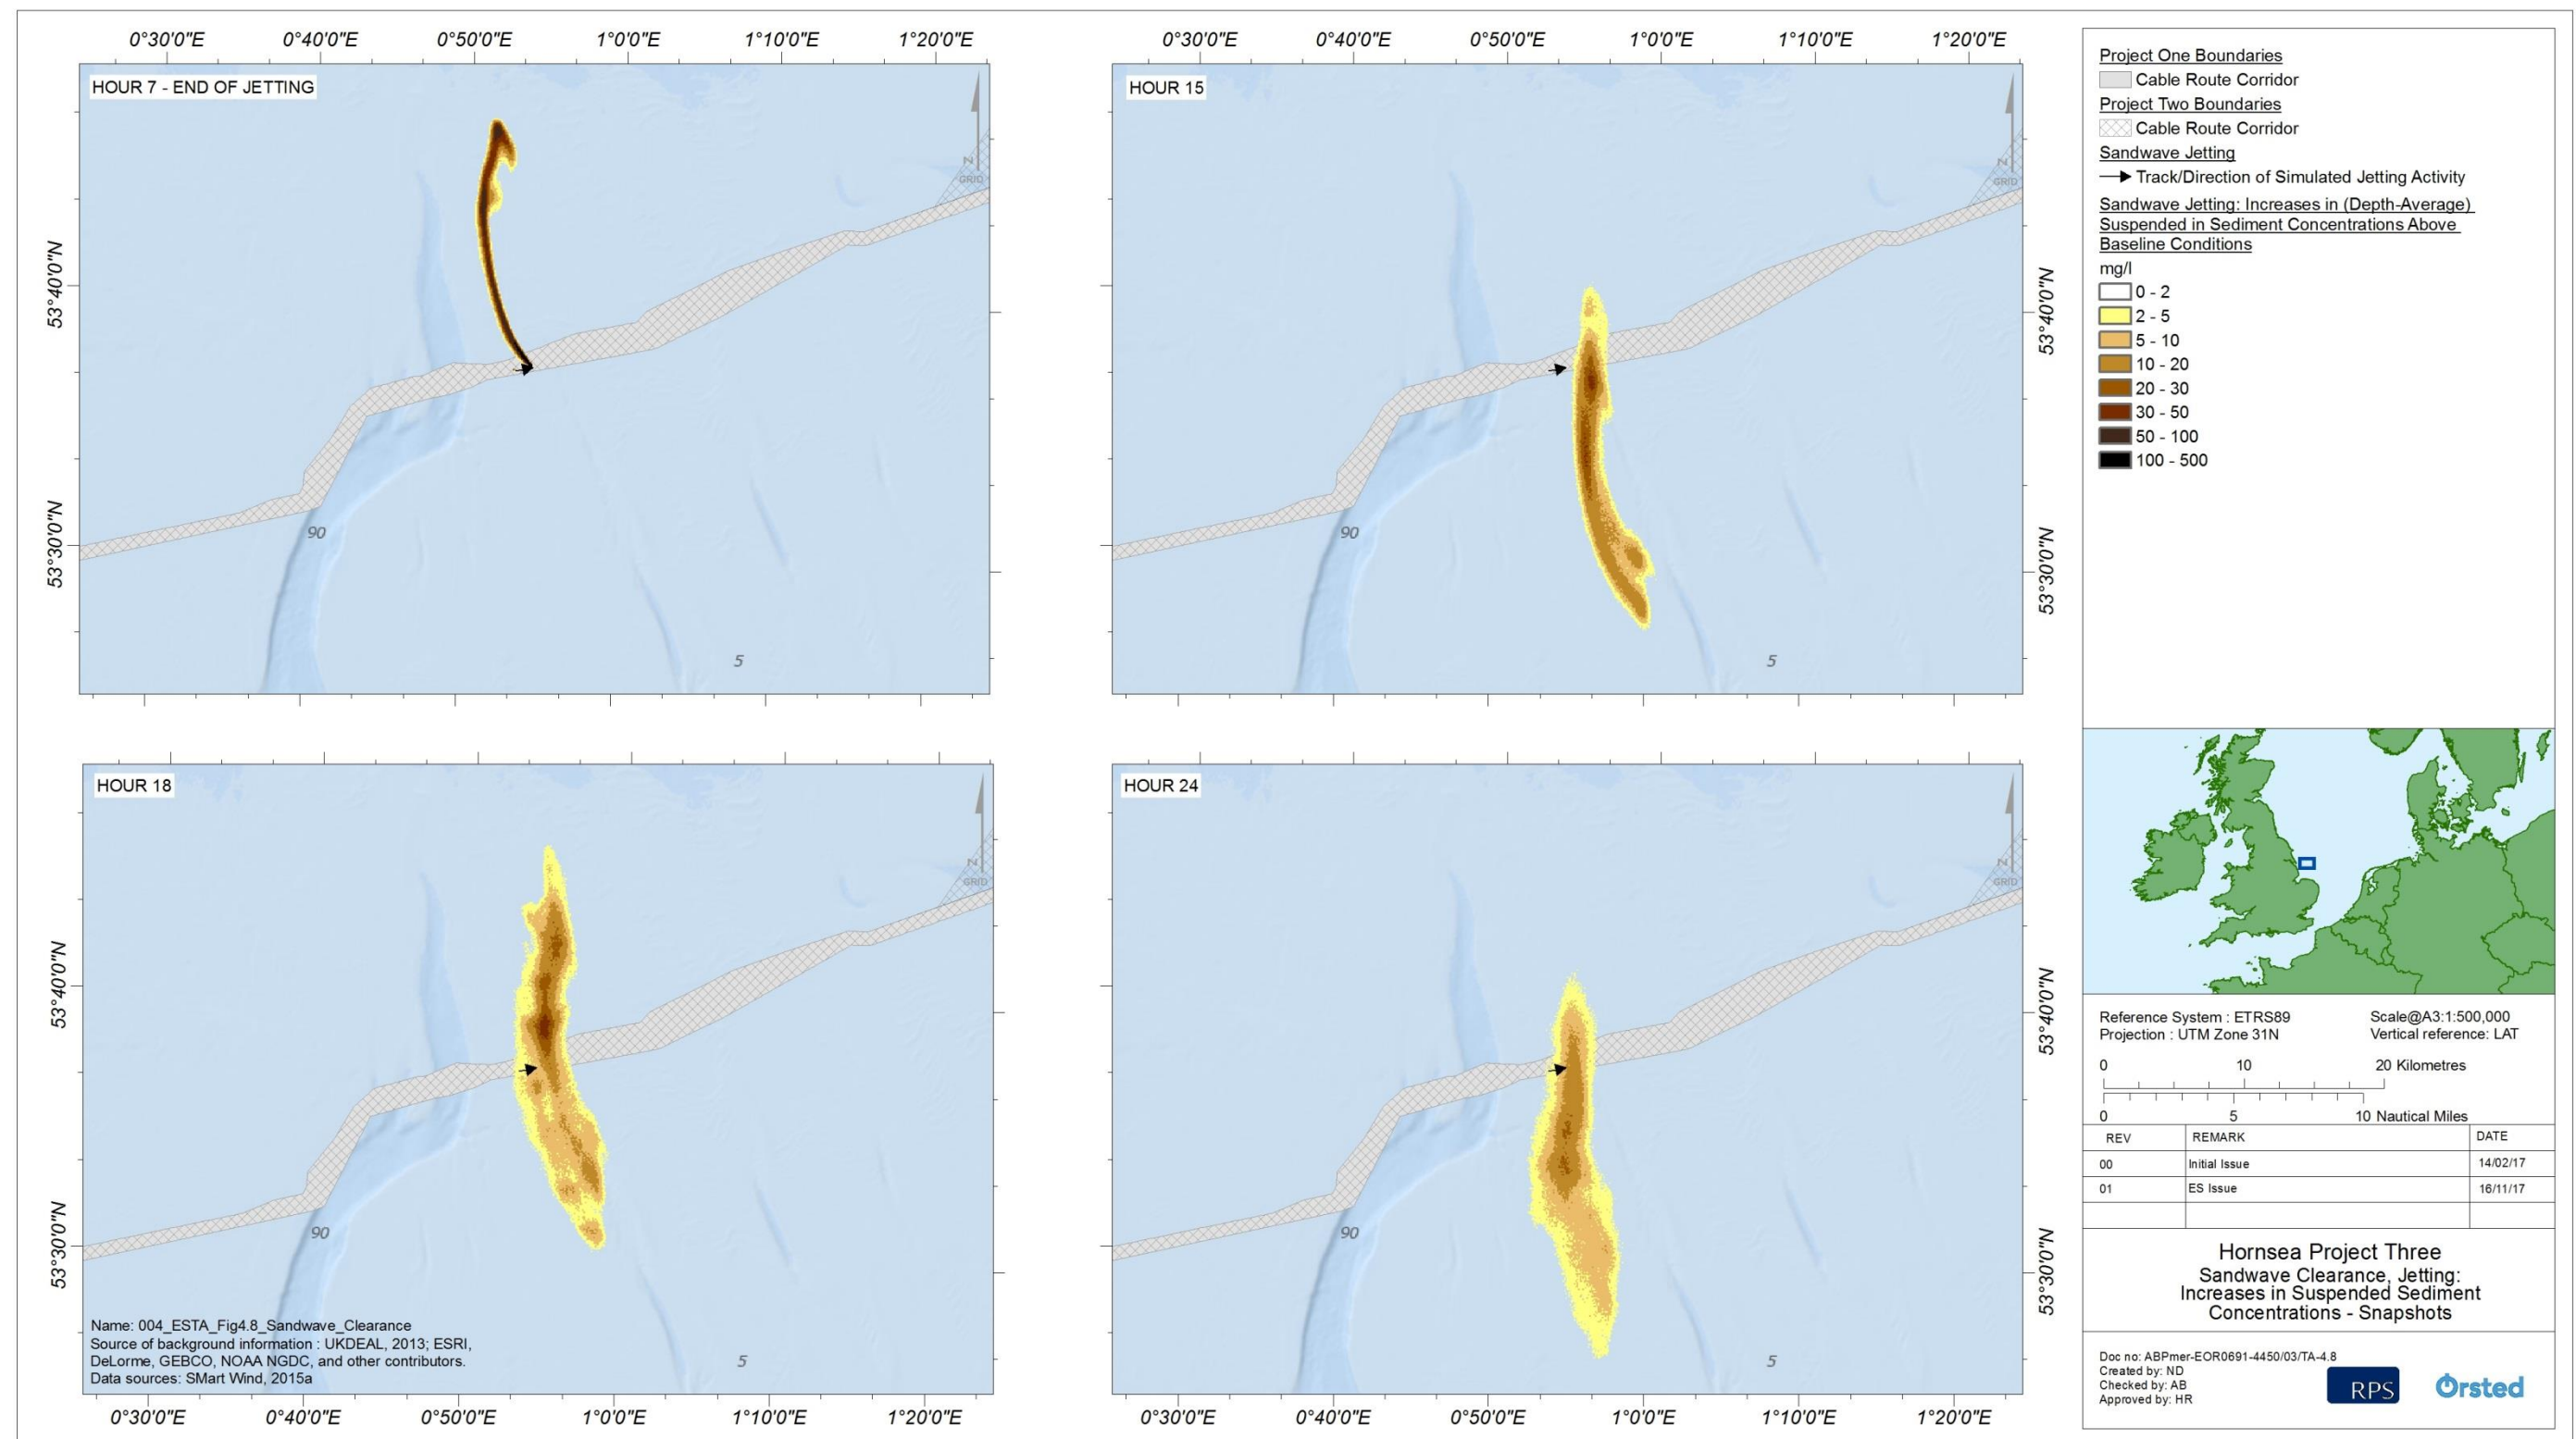 0°30'0"E 0°40'0"E 0°50'0"E 1°0'0"E 1°10'0"E 1°20'0"E
HOUR 7 - END OF JETTING
N
GRID
53°40'0"N
53°30'0"N
90
5
0°30'0"E 0°40'0"E 0°50'0"E 1°0'0"E 1°10'0"E 1°20'0"E
HOUR 15
N
GRID
53°40'0"N
53°30'0"N
90
5
HOUR 18
N
GRID
53°40'0"N
53°30'0"N
90
5
Name: 004_ESTA_Fig4.8_Sandwave_Clearance
Source of background information : UKDEAL, 2013; ESRI,
DeLorme, GEBCO, NOAA NGDC, and other contributors.
Data sources: SMart Wind, 2015a
0°30'0"E 0°40'0"E 0°50'0"E 1°0'0"E 1°10'0"E 1°20'0"E
HOUR 24
N
GRID
53°40'0"N
53°30'0"N
90
5
0°30'0"E 0°40'0"E 0°50'0"E 1°0'0"E 1°10'0"E 1°20'0"E
Project One Boundaries
Cable Route Corridor
Project Two Boundaries
Cable Route Corridor
Sandwave Jetting
Track/Direction of Simulated Jetting Activity
Sandwave Jetting: Increases in (Depth-Average)
Suspended in Sediment Concentrations Above
Baseline Conditions
mg/l
0 - 2
2 - 5
5 - 10
10 - 20
20 - 30
30 - 50
50 - 100
100 - 500
Reference System : ETRS89 Scale@A3:1:500,000
Projection : UTM Zone 31N Vertical reference: LAT
0 10 20 Kilometres
0 5 10 Nautical Miles
REV REMARK DATE
00 Initial Issue 14/02/17
01 ES Issue 16/11/17
Hornsea Project Three
Sandwave Clearance, Jetting:
Increases in Suspended Sediment
Concentrations - Snapshots
Doc no: ABPmer-EOR0691-4450/03/TA-4.8
Created by: ND
Checked by: AB
Approved by: HR
RPS
Ørsted